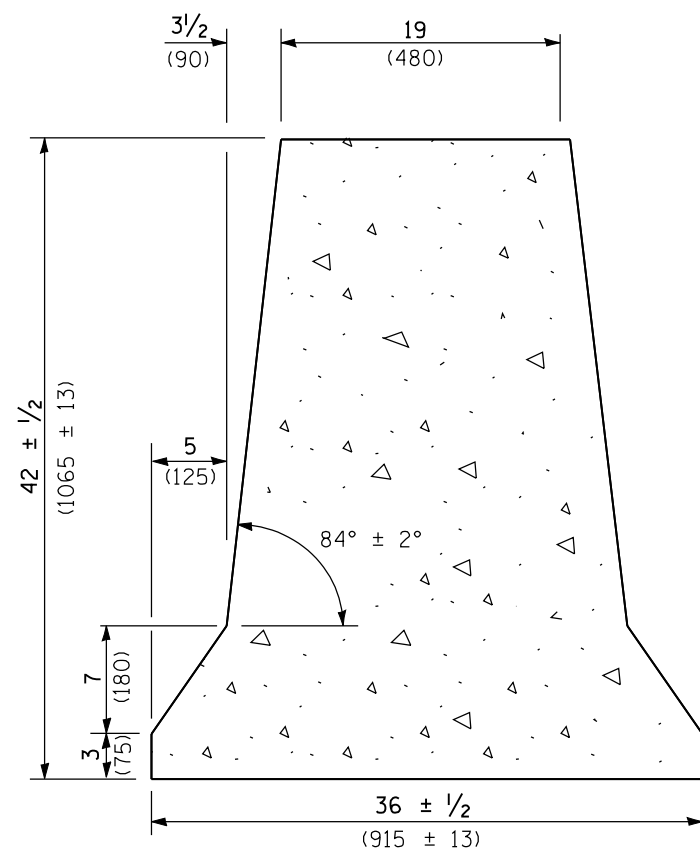 3½
(90)
19
(480)
42 ± ½
(1065 ± 13)
5
(125)
84° ± 2°
7
(180)
3
(75)
36 ± ½
(915 ± 13)